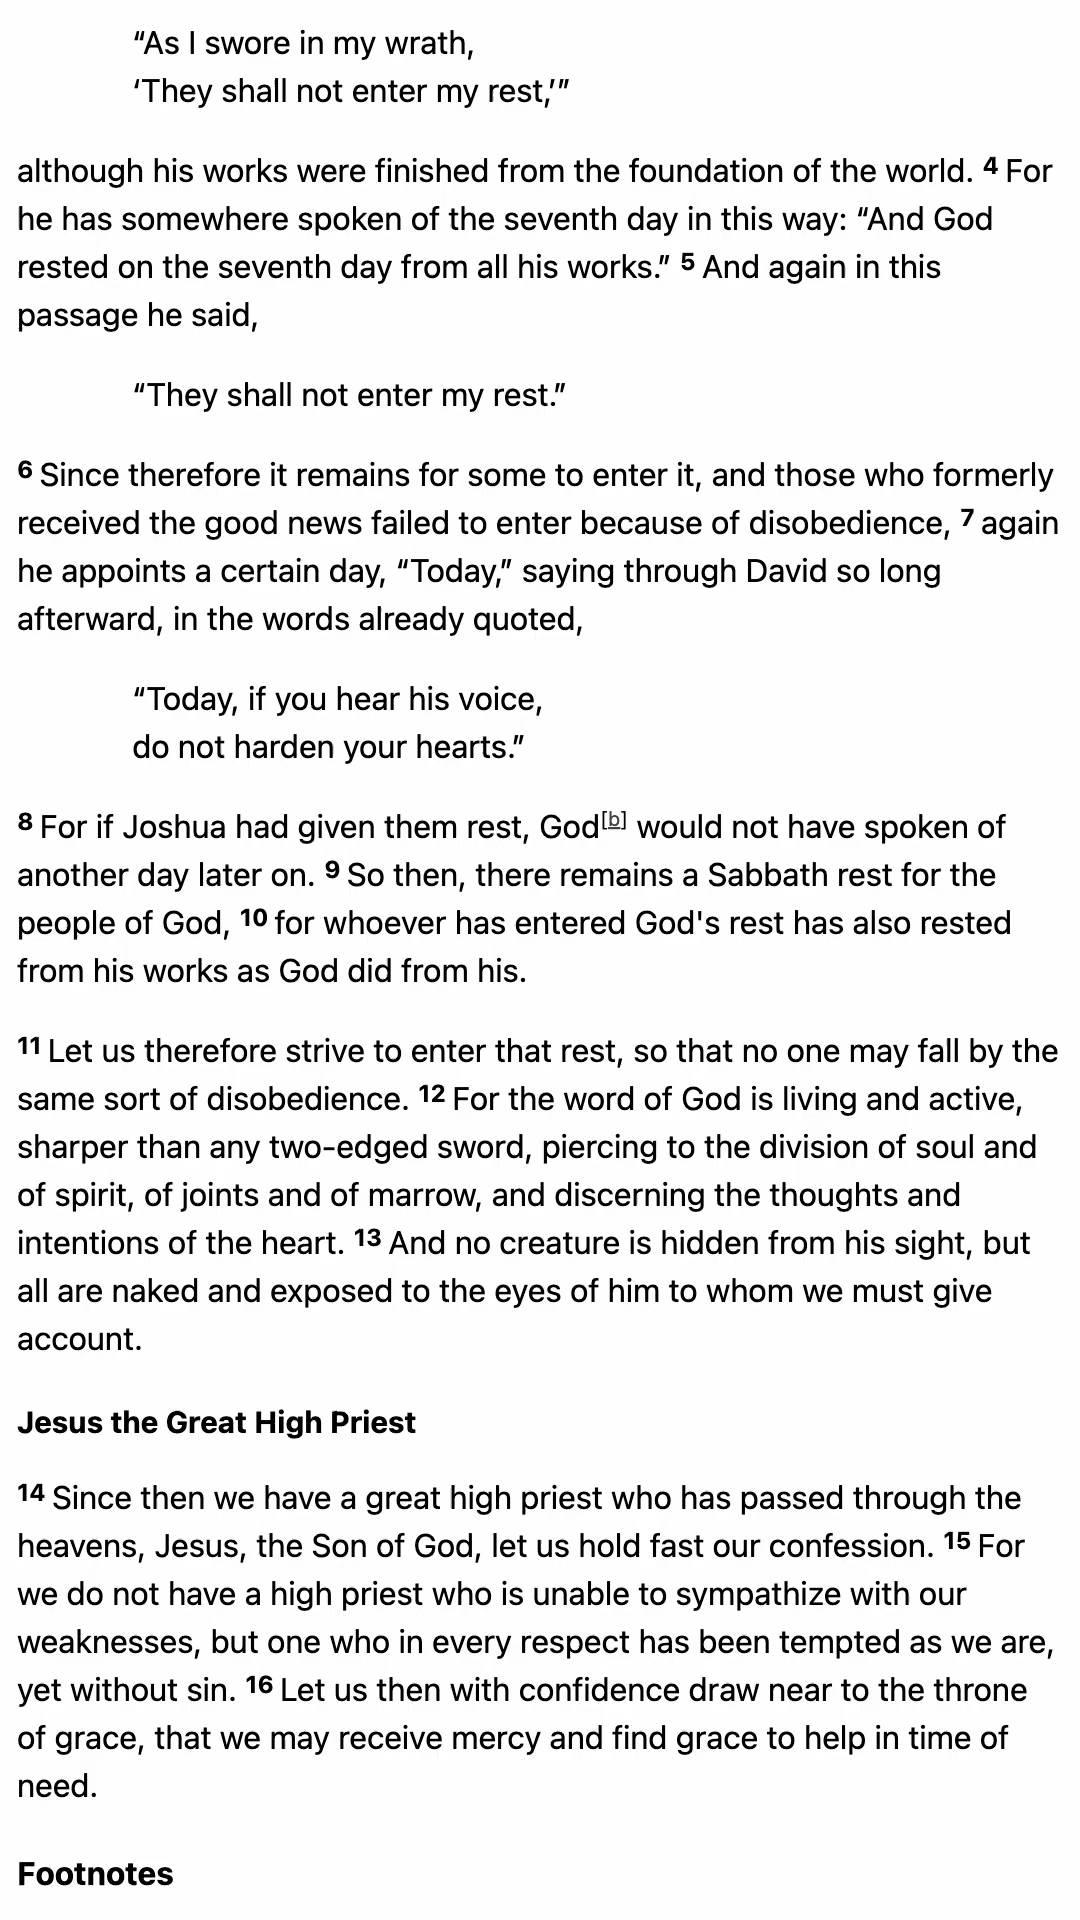 “As I swore in my wrath,
‘They shall not enter my rest,’”
although his works were finished from the foundation of the world. 4 For
he has somewhere spoken of the seventh day in this way: “And God
rested on the seventh day from all his works.” 5 And again in this
passage he said,
“They shall not enter my rest.”
6 Since therefore it remains for some to enter it, and those who formerly
received the good news failed to enter because of disobedience, 7 again
he appoints a certain day, “Today,” saying through David so long
afterward, in the words already quoted,
“Today, if you hear his voice,
do not harden your hearts.”
8 For if Joshua had given them rest, God[b] would not have spoken of
another day later on. 9 So then, there remains a Sabbath rest for the
people of God, 10 for whoever has entered God's rest has also rested
from his works as God did from his.
11 Let us therefore strive to enter that rest, so that no one may fall by the
same sort of disobedience. 12 For the word of God is living and active,
sharper than any two-edged sword, piercing to the division of soul and
of spirit, of joints and of marrow, and discerning the thoughts and
intentions of the heart. 13 And no creature is hidden from his sight, but
all are naked and exposed to the eyes of him to whom we must give
account.
Jesus the Great High Priest
14 Since then we have a great high priest who has passed through the
heavens, Jesus, the Son of God, let us hold fast our confession. 15 For
we do not have a high priest who is unable to sympathize with our
weaknesses, but one who in every respect has been tempted as we are,
yet without sin. 16 Let us then with confidence draw near to the throne
of grace, that we may receive mercy and find grace to help in time of
need.
Footnotes